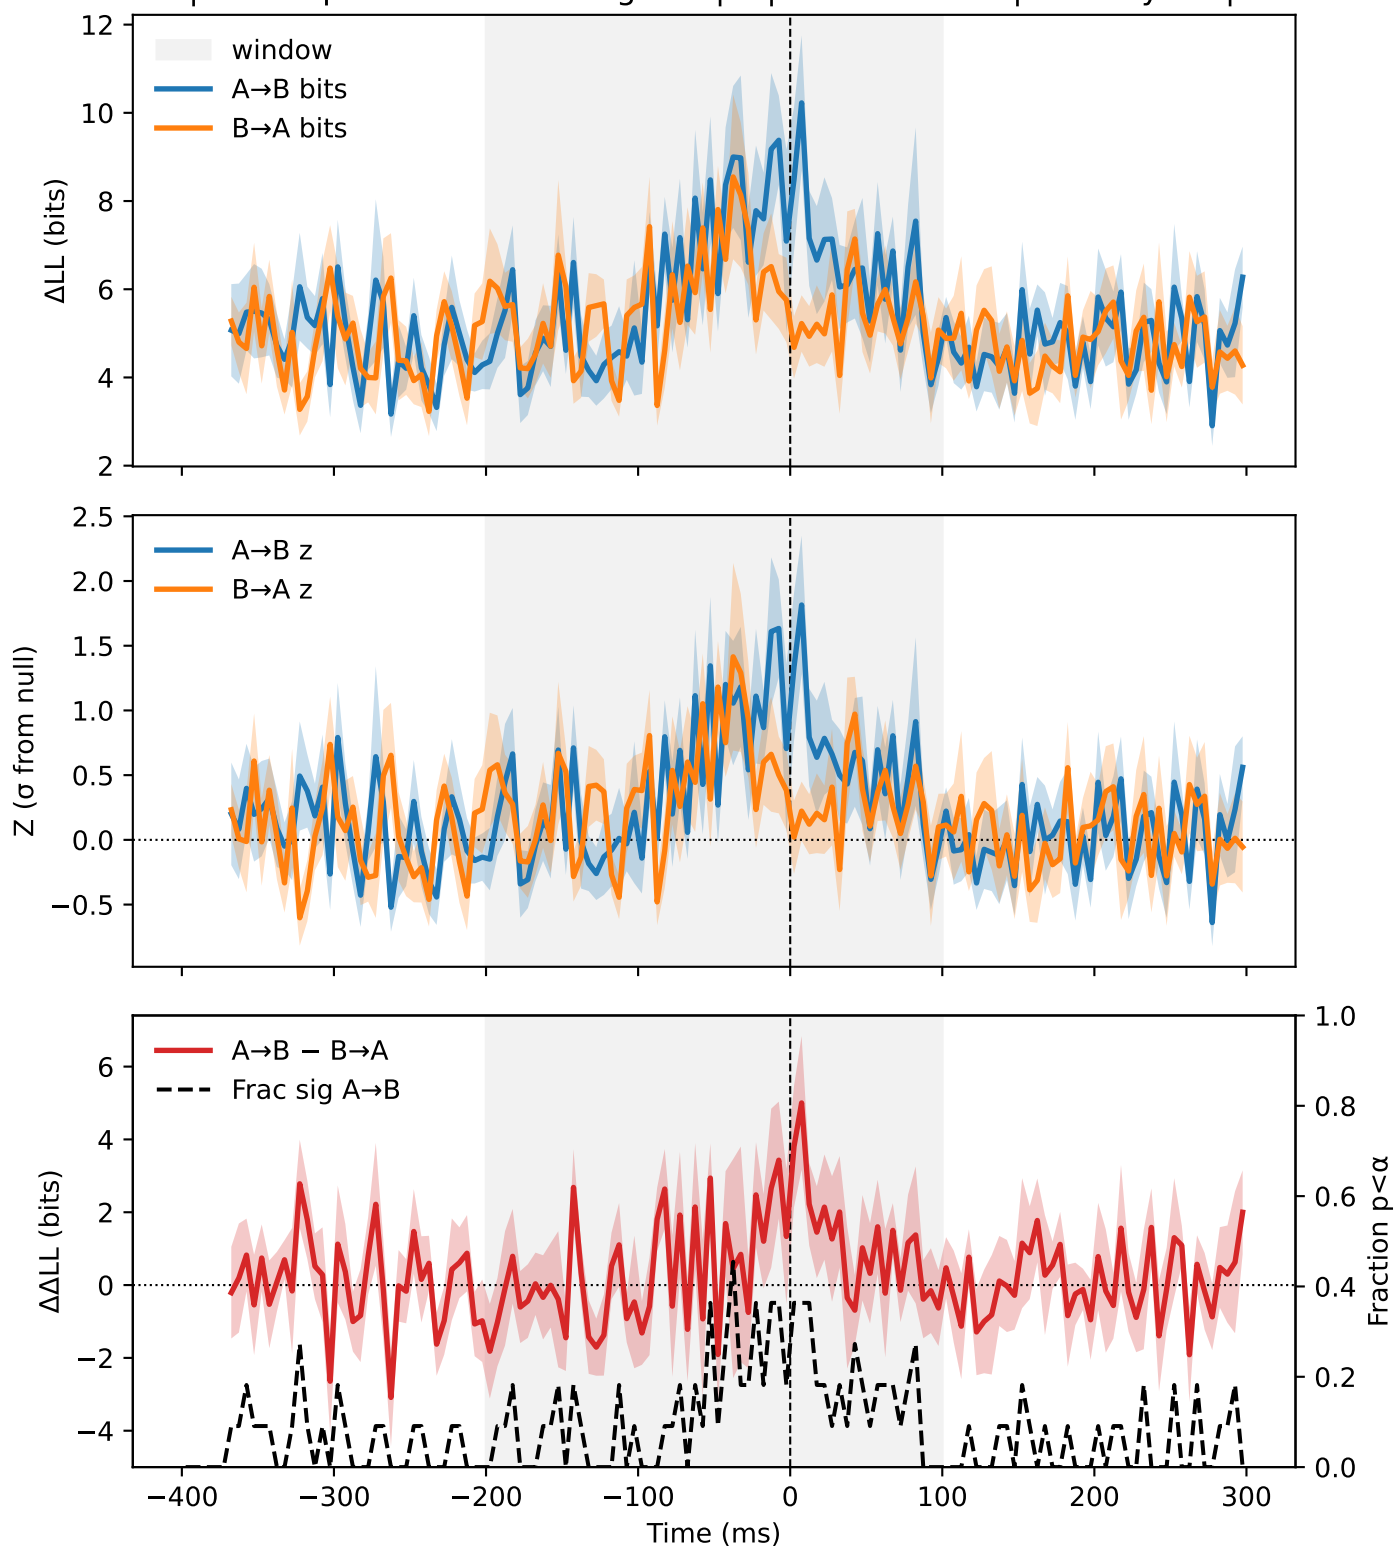 12
10
8
6
4
2
ΔLL (bits)
window
A→B bits
B→A bits
2.5
2.0
1.5
1.0
0.5
0.0
−0.5
Z (σ from null)
A→B z
B→A z
6
4
2
0
−2
−4
ΔΔLL (bits)
A→B − B→A
Frac sig A→B
1.0
0.8
0.6
0.4
0.2
0.0
Fraction p<α
−400
−300
−200
−100
0
100
200
300
Time (ms)